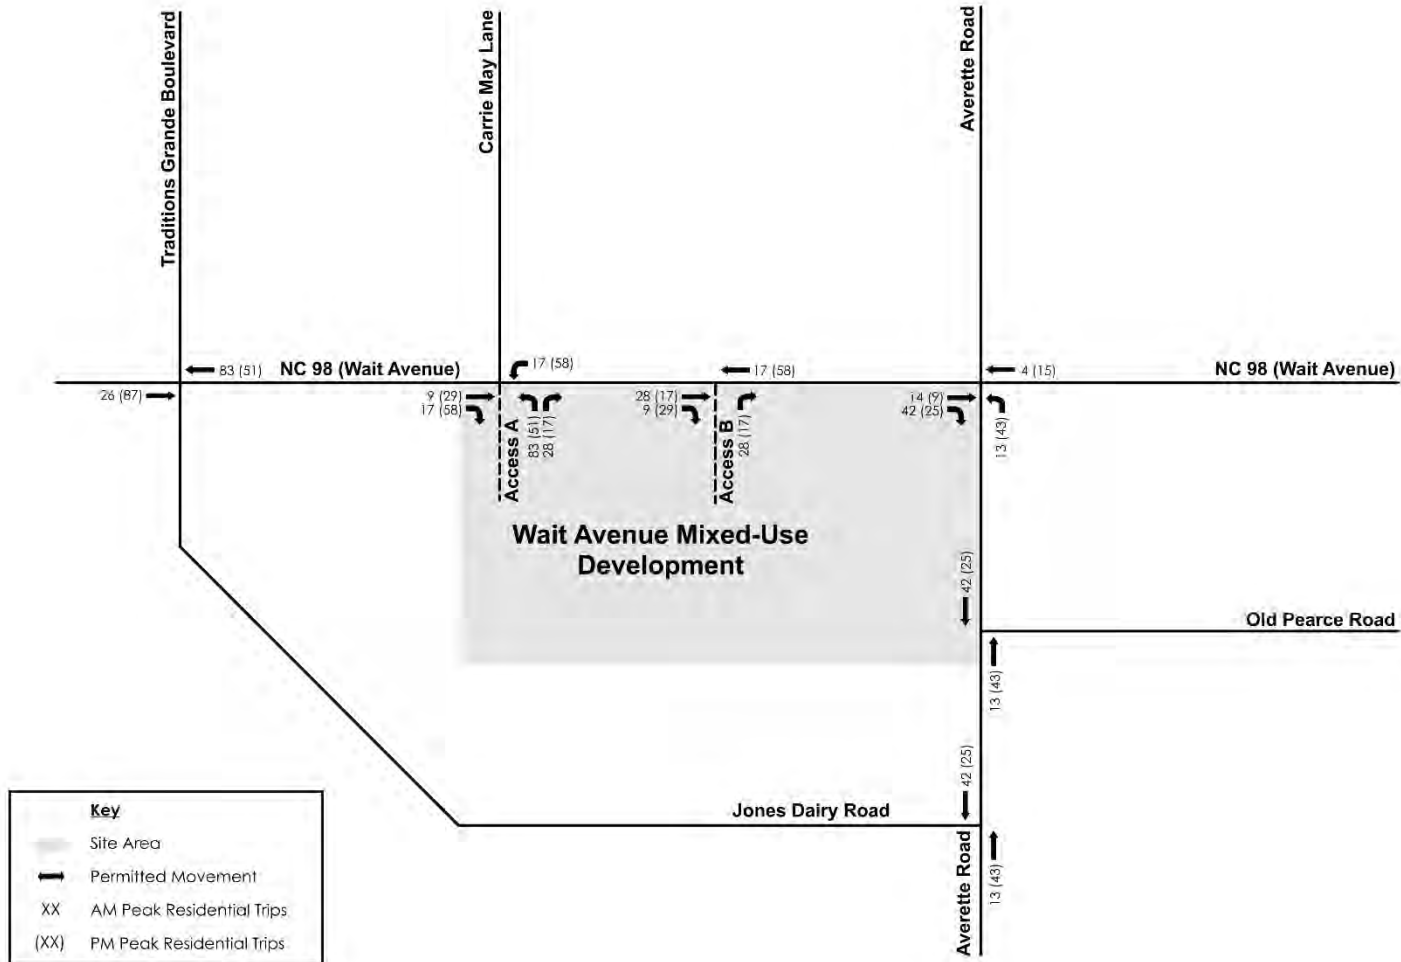 Traditions Grande Boulevard
Carrie May Lane
Averette Road
83 (51)
NC 98 (Wait Avenue)
17 (58)
17 (58)
4 (15)
NC 98 (Wait Avenue)
26 (87)
9 (29)
17 (58)
Access A
83 (51)
28 (17)
28 (17)
9 (29)
Access B
28 (17)
14 (9)
42 (25)
13 (43)
Wait Avenue Mixed-Use
Development
42 (25)
Old Pearce Road
13 (43)
42 (25)
Jones Dairy Road
Averette Road
13 (43)
Key
Site Area
Permitted Movement
XX AM Peak Residential Trips
(XX) PM Peak Residential Trips